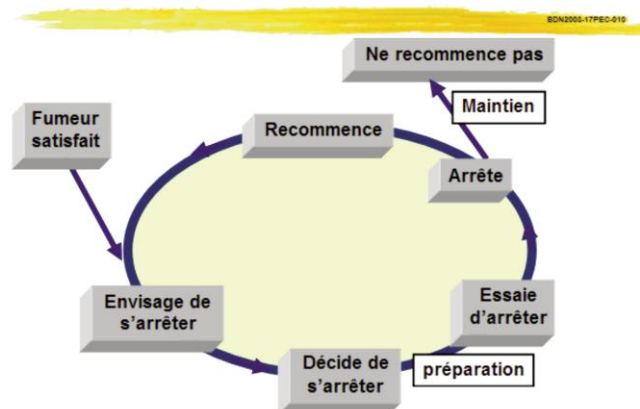 BDN2008-17PEC-010
Ne recommence pas
Maintien
Fumeur
satisfait
Recommence
Arrête
Envisage de
s'arrêter
Essaie
d'arrêter
Décide de
s'arrêter
préparation